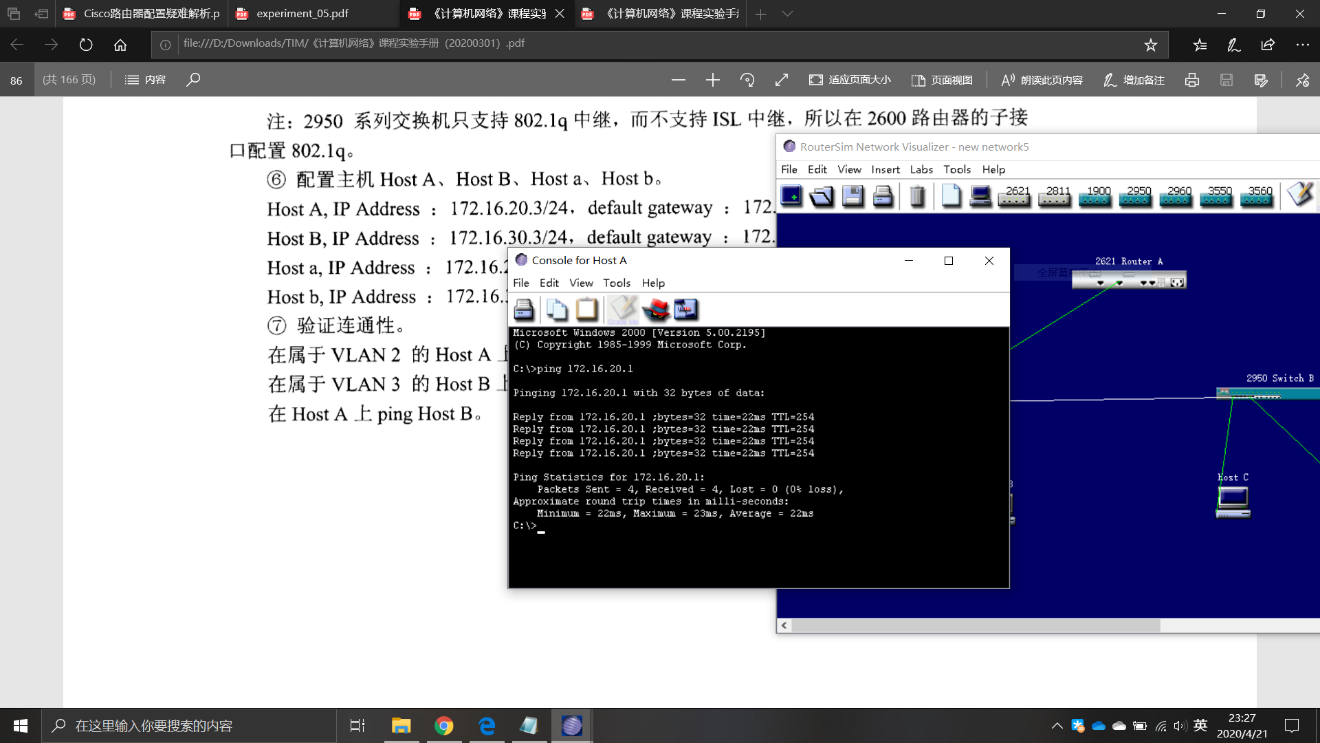 Cisco路由器配置疑难解析.p
experiment_05.pdf
《计算机网络》课程实
《计算机网络》课程实验手
file:///D:/Downloads/TIM/《计算机网络》课程实验手册（20200301）.pdf
86 (共 166 页)
内容
适应页面大小
页面视图
朗读此页内容
增加备注
注：2950 系列交换机只支持 802.1q 中继，而不支持 ISL 中继，所以在 2600 路由器的子接
口配置 802.1q。
⑥ 配置主机 Host A、Host B、Host a、Host b。
Host A, IP Address ：172.16.20.3/24，default gateway ：172.
Host B, IP Address ：172.16.30.3/24，default gateway ：172.
Host a, IP Address ：172.16.2
Host b, IP Address ：172.16.
⑦ 验证连通性。
在属于 VLAN 2 的 Host A 上
在属于 VLAN 3 的 Host B 上
在 Host A 上 ping Host B。
RouterSim Network Visualizer - new network5
File Edit View Insert Labs Tools Help
2621 2811 1900 2950 2960 3550 3560
2621 Router A
2950 Switch B
Host C
Console for Host A
File Edit View Tools Help
Microsoft Windows 2000 [Version 5.00.2195]
(C) Copyright 1985-1999 Microsoft Corp.
C:\>ping 172.16.20.1
Pinging 172.16.20.1 with 32 bytes of data:
Reply from 172.16.20.1 ;bytes=32 time=22ms TTL=254
Reply from 172.16.20.1 ;bytes=32 time=22ms TTL=254
Reply from 172.16.20.1 ;bytes=32 time=22ms TTL=254
Reply from 172.16.20.1 ;bytes=32 time=22ms TTL=254
Ping Statistics for 172.16.20.1:
Packets Sent = 4, Received = 4, Lost = 0 (0% loss),
Approximate round trip times in milli-seconds:
Minimum = 22ms, Maximum = 23ms, Average = 22ms
C:\>
在这里输入你要搜索的内容
英
23:27
2020/4/21